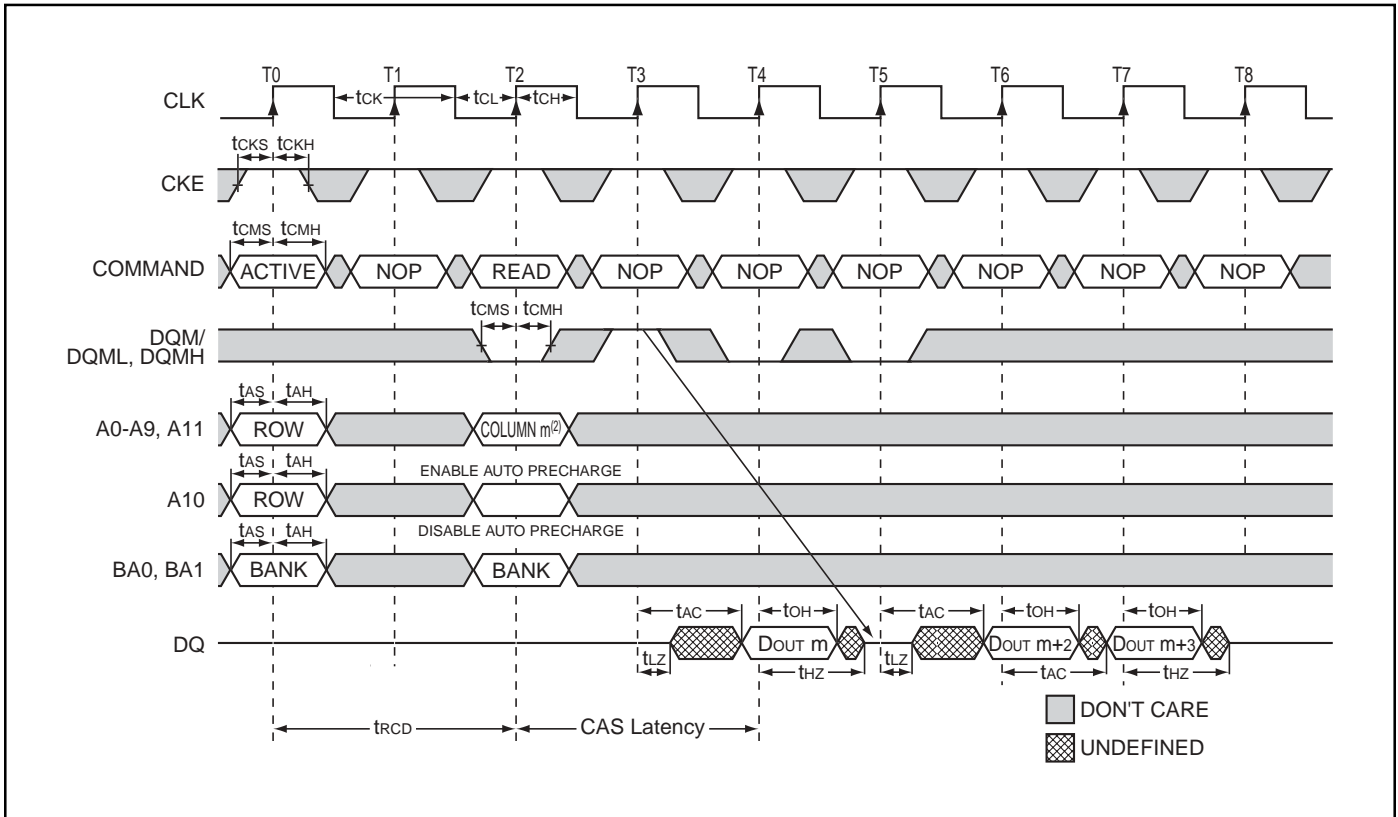 T0 T1 T2 T3 T4 T5 T6 T7 T8
CLK tCK tCL tCH
tCKS tCKH
CKE
tCMS tCMH
COMMAND ACTIVE NOP READ NOP NOP NOP NOP NOP NOP
tCMS tCMH
DQM/
DQML, DQMH
tAS tAH
A0-A9, A11 ROW COLUMN m(2)
tAS tAH ENABLE AUTO PRECHARGE
A10 ROW
tAS tAH DISABLE AUTO PRECHARGE
BA0, BA1 BANK BANK
tAC tOH tAC tOH tOH
DQ DOUT m DOUT m+2 DOUT m+3
tLZ tHZ tLZ tAC tHZ
DON'T CARE
tRCD CAS Latency
UNDEFINED